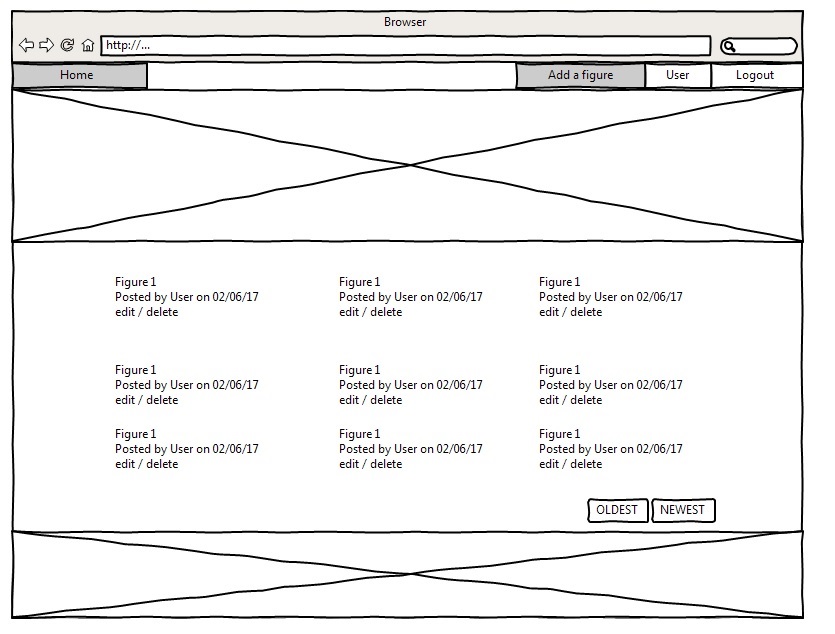 Browser
http://...
Home Add a figure User Logout
Figure 1 Figure 1 Figure 1
Posted by User on 02/06/17 Posted by User on 02/06/17 Posted by User on 02/06/17
edit / delete edit / delete edit / delete
Figure 1 Figure 1 Figure 1
Posted by User on 02/06/17 Posted by User on 02/06/17 Posted by User on 02/06/17
edit / delete edit / delete edit / delete
Figure 1 Figure 1 Figure 1
Posted by User on 02/06/17 Posted by User on 02/06/17 Posted by User on 02/06/17
edit / delete edit / delete edit / delete
OLDEST NEWEST